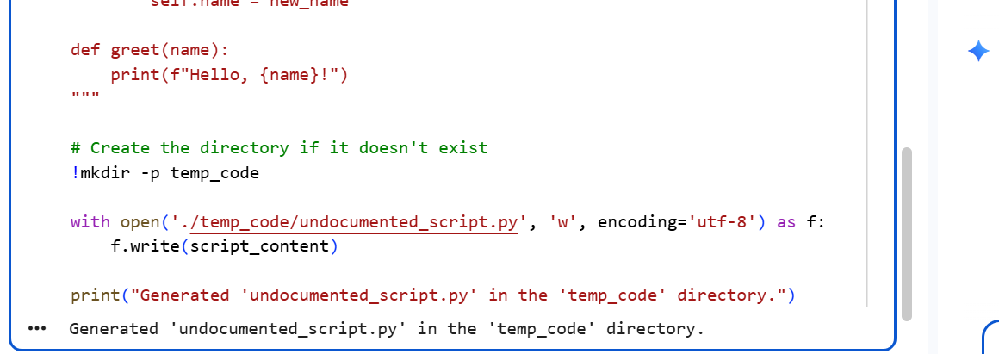 self.name = new_name
def greet(name):
print(f"Hello, {name}!")
"""
# Create the directory if it doesn't exist
!mkdir -p temp_code
with open('./temp_code/undocumented_script.py', 'w', encoding='utf-8') as f:
f.write(script_content)
print("Generated 'undocumented_script.py' in the 'temp_code' directory.")
Generated 'undocumented_script.py' in the 'temp_code' directory.